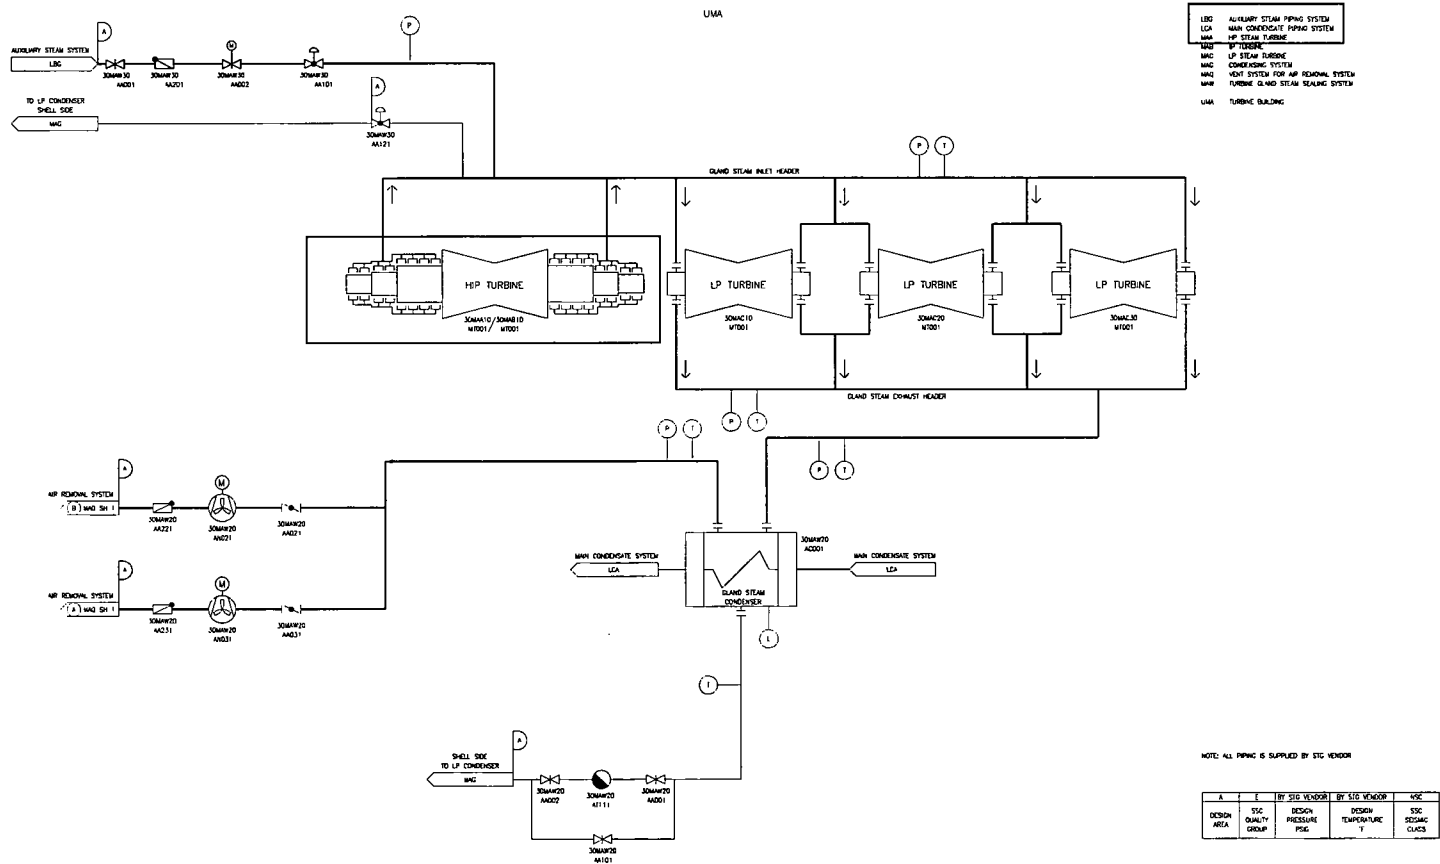 UMA
LBG AUXILIARY STEAM PIPING SYSTEM
LCA MAIN CONDENSATE PIPING SYSTEM
MAA HP STEAM TURBINE
MAB IP TURBINE
MAC LP STEAM TURBINE
MAG CONDENSING SYSTEM
MAQ VENT SYSTEM FOR AIR REMOVAL SYSTEM
MAW TURBINE GLAND STEAM SEALING SYSTEM
UMA TURBINE BUILDING
A
P
M
AUXILIARY STEAM SYSTEM
LBG
30MAW30
AA001
30MAW30
AA201
30MAW30
AA002
30MAW30
AA101
A
TO LP CONDENSER
SHELL SIDE
MAG
30MAW30
AA121
P T
GLAND STEAM INLET HEADER
HIP TURBINE
30MAA10/30MAB10
MT001/ MT001
LP TURBINE
30MAC10
MT001
LP TURBINE
30MAC20
MT001
LP TURBINE
30MAC30
MT001
GLAND STEAM EXHAUST HEADER
P T
P T
P T
A
M
AIR REMOVAL SYSTEM
B MAQ SH 1
30MAW20
AA221
30MAW20
AN021
30MAW20
AA021
A
M
AIR REMOVAL SYSTEM
A MAQ SH 1
30MAW20
AA231
30MAW20
AN031
30MAW20
AA031
MAIN CONDENSATE SYSTEM
LCA
30MAW20
AC001
MAIN CONDENSATE SYSTEM
LCA
GLAND STEAM
CONDENSER
L
T
A
SHELL SIDE
TO LP CONDENSER
MAG
30MAW20
AA002
30MAW20
AT111
30MAW20
AA001
30MAW20
AA101
NOTE: ALL PIPING IS SUPPLIED BY STG VENDOR
A E BY STG VENDOR BY STG VENDOR NSC
DESIGN AREA
SSC QUALITY GROUP
DESIGN PRESSURE PSIG
DESIGN TEMPERATURE °F
SSC SEISMIC CLASS